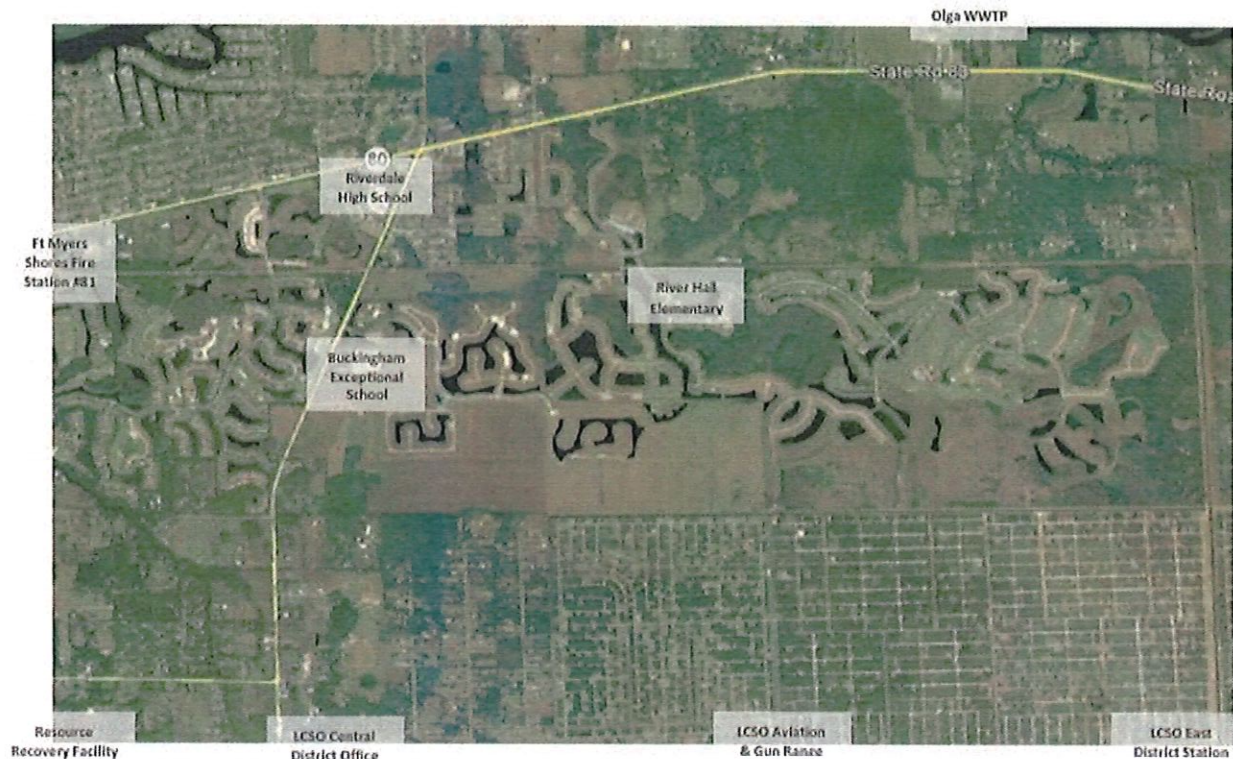 Olga WWTP
State Rd 80
State Roa
80
Riverdale
High School
Ft Myers
Shores Fire
Station #81
River Hall
Elementary
Buckingham
Exceptional
School
Resource
Recovery Facility
LCSO Central
District Office
LCSO Aviation
& Gun Range
LCSO East
District Station